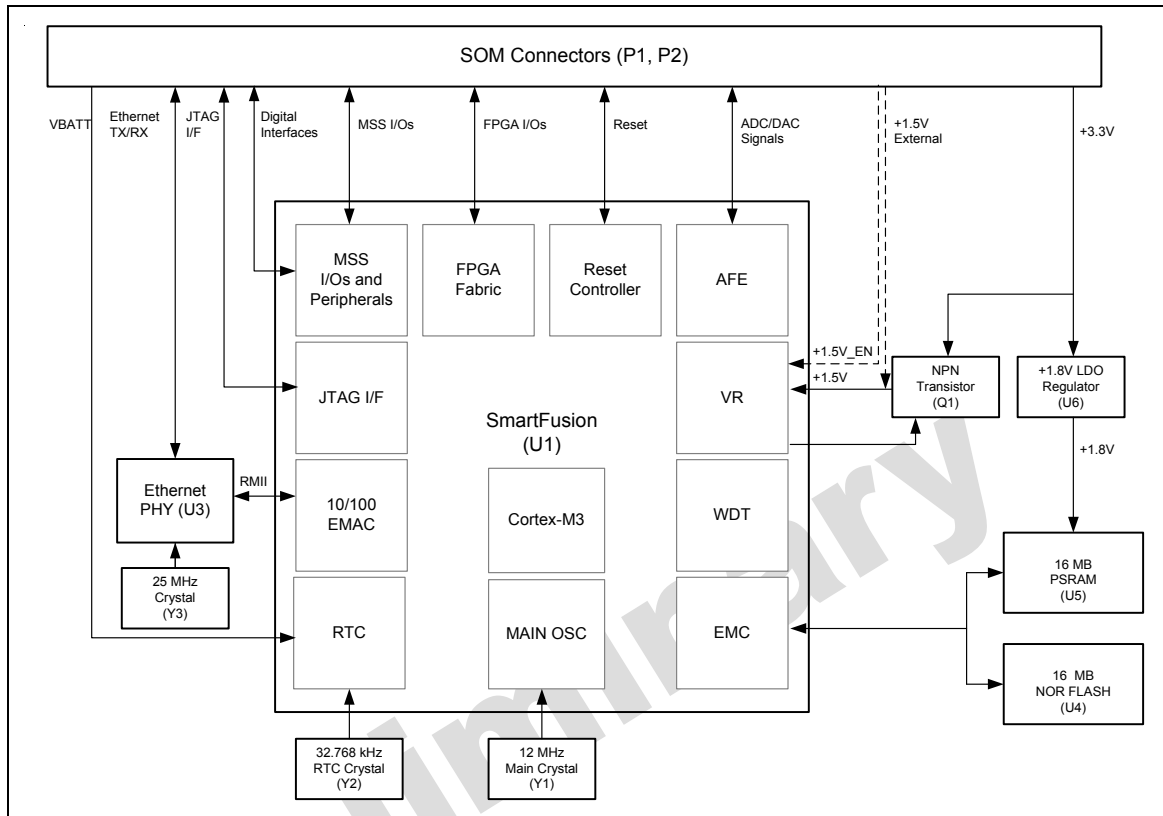 SOM Connectors (P1, P2)
VBATT
Ethernet
TX/RX
JTAG
I/F
Digital
Interfaces
MSS I/Os
FPGA I/Os
Reset
ADC/DAC
Signals
+1.5V
External
+3.3V
MSS
I/Os and
Peripherals
FPGA
Fabric
Reset
Controller
AFE
+1.5V_EN
+1.5V
NPN
Transistor
(Q1)
+1.8V LDO
Regulator
(U6)
JTAG I/F
VR
SmartFusion
(U1)
+1.8V
Ethernet
PHY (U3)
RMII
10/100
EMAC
Cortex-M3
WDT
25 MHz
Crystal
(Y3)
16 MB
PSRAM
(U5)
RTC
MAIN OSC
EMC
16 MB
NOR FLASH
(U4)
32.768 kHz
RTC Crystal
(Y2)
12 MHz
Main Crystal
(Y1)